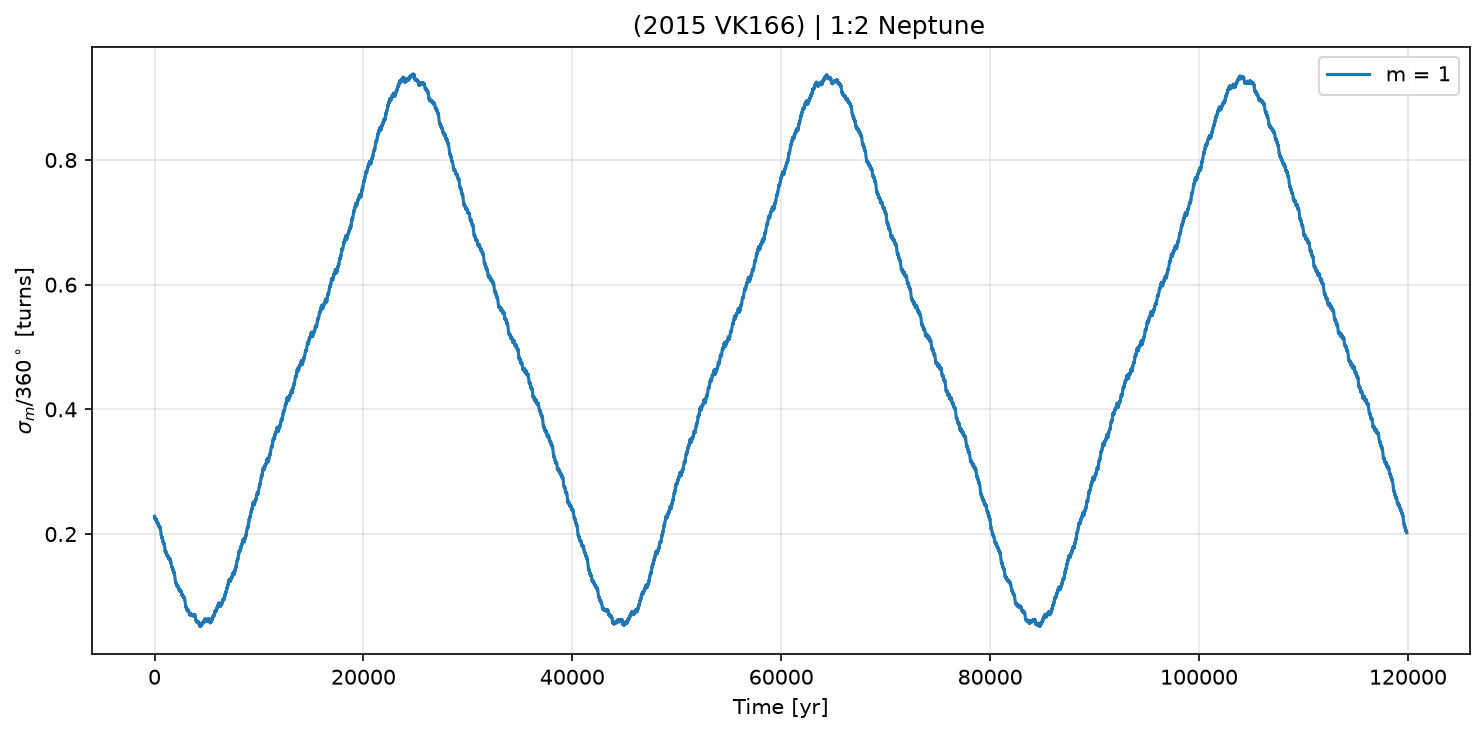 (2015 VK166) | 1:2 Neptune
m = 1
0.8
0.6
0.4
0.2
σₘ/360° [turns]
0 20000 40000 60000 80000 100000 120000
Time [yr]